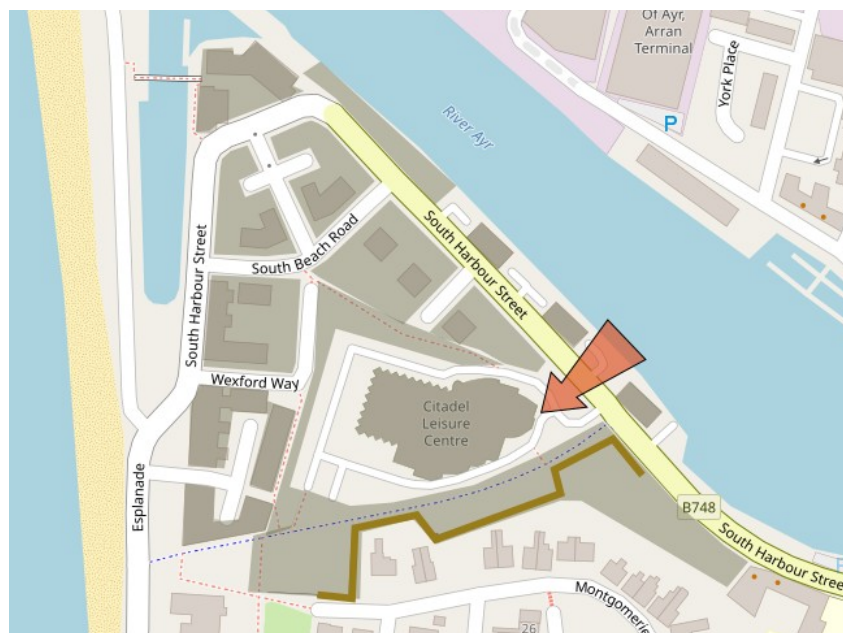 Of Ayr,
Arran
Terminal
York Place
P
River Ayr
South Harbour Street
South Beach Road
South Harbour Street
Wexford Way
Citadel
Leisure
Centre
Esplanade
B748
South Harbour Street
Montgomerie
26